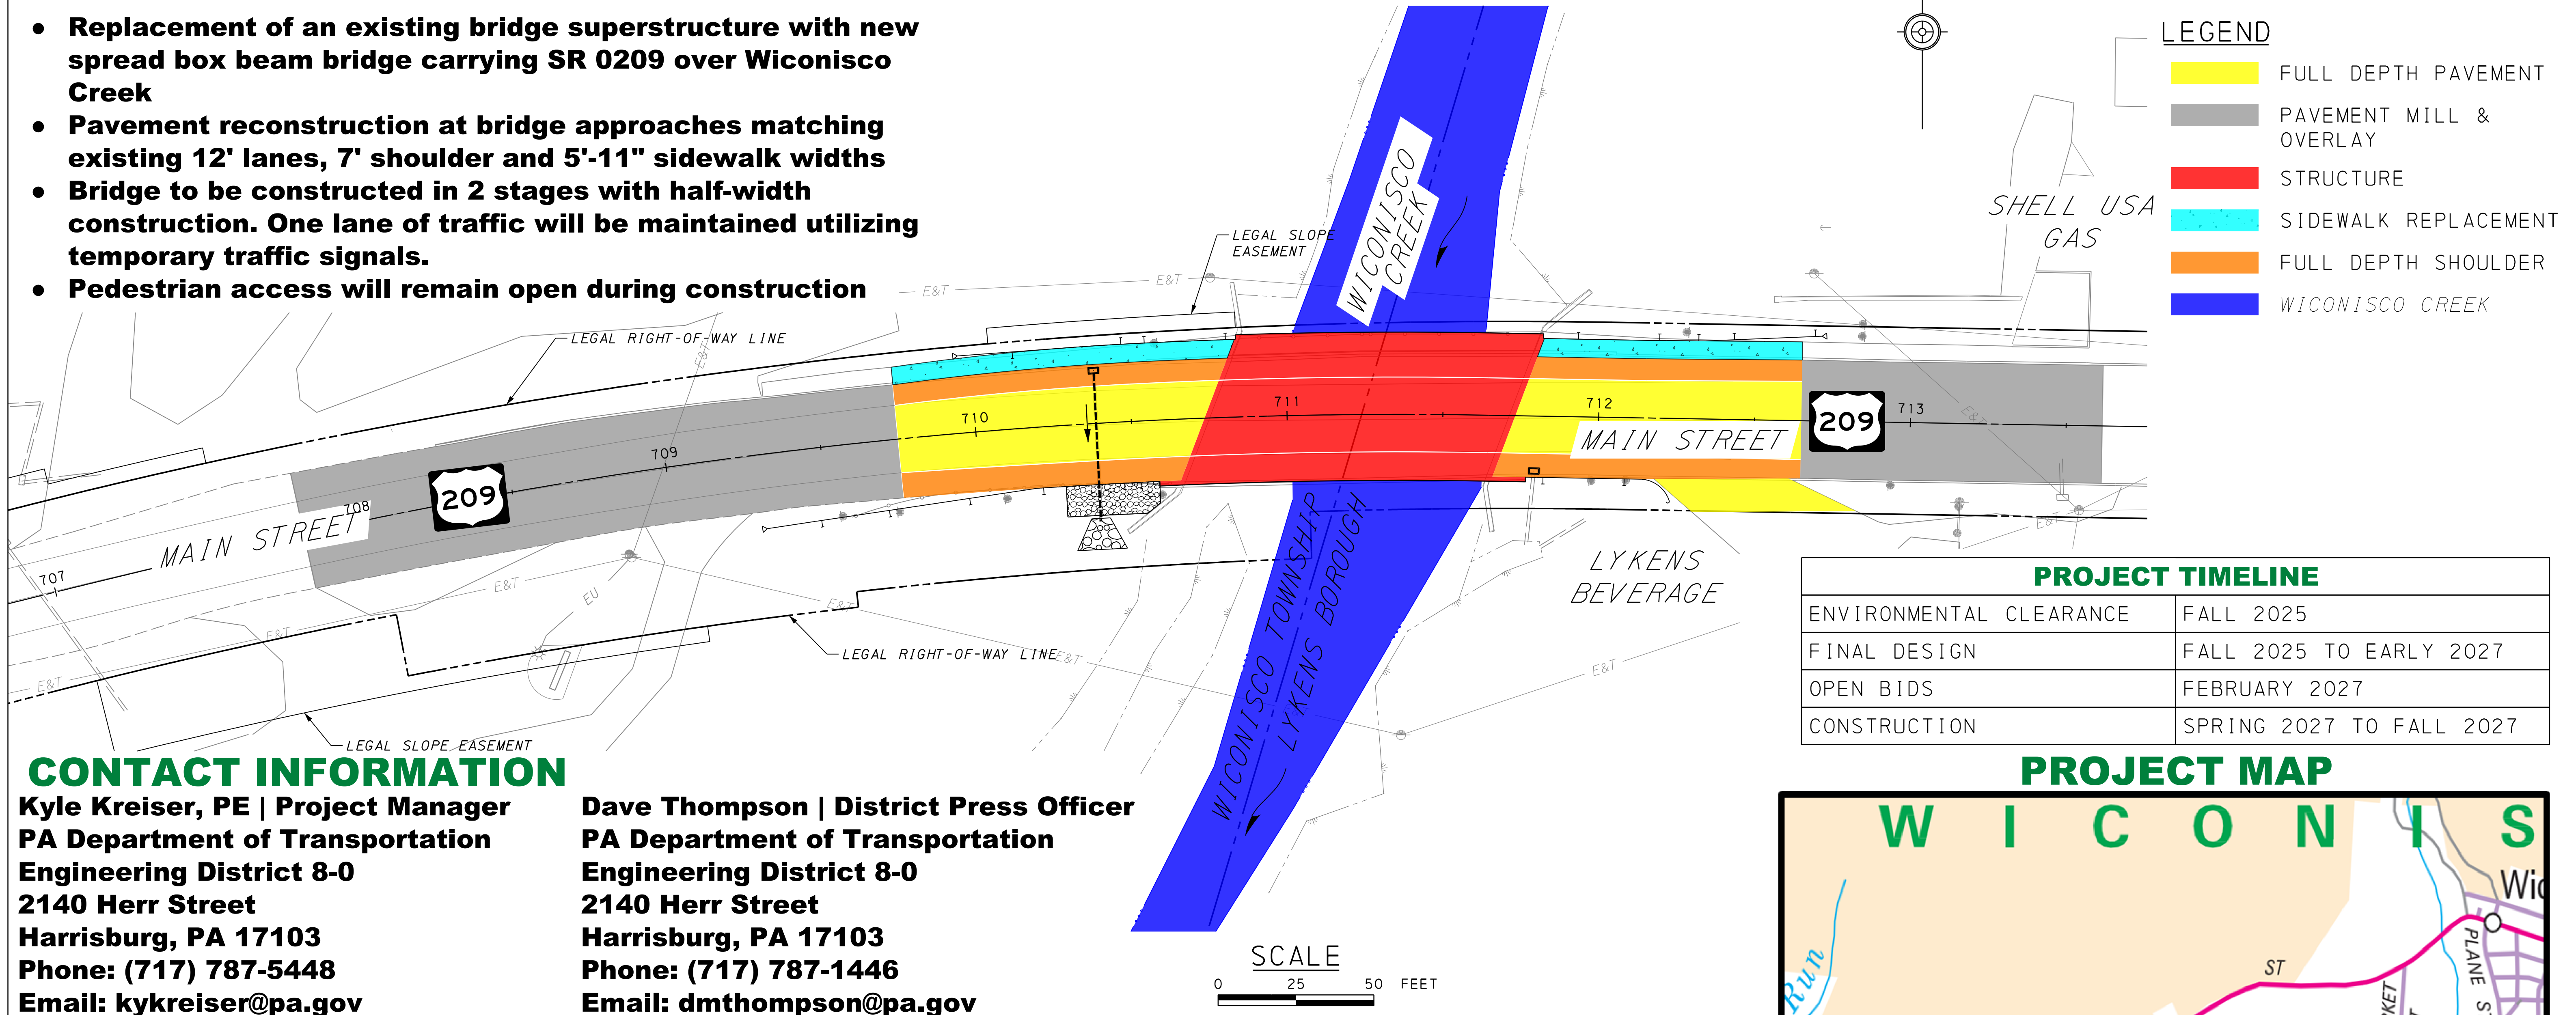 ● Replacement of an existing bridge superstructure with new
spread box beam bridge carrying SR 0209 over Wiconisco
Creek
● Pavement reconstruction at bridge approaches matching
existing 12' lanes, 7' shoulder and 5'-11" sidewalk widths
● Bridge to be constructed in 2 stages with half-width
construction. One lane of traffic will be maintained utilizing
temporary traffic signals.
● Pedestrian access will remain open during construction
LEGEND
FULL DEPTH PAVEMENT
PAVEMENT MILL &
OVERLAY
STRUCTURE
SIDEWALK REPLACEMENT
FULL DEPTH SHOULDER
WICONISCO CREEK
SHELL USA
GAS
WICONISCO
CREEK
LEGAL SLOPE
EASEMENT
E&T
E&T
E&T
LEGAL RIGHT-OF-WAY LINE
707
708
709
710
711
712
713
209
209
MAIN STREET
MAIN STREET
E&T
E&T
E&T
E&T
E&T
E&T
E&T
E&T
E&T
EU
LEGAL RIGHT-OF-WAY LINE
LEGAL SLOPE EASEMENT
WICONISCO TOWNSHIP
LYKENS BOROUGH
LYKENS
BEVERAGE
PROJECT TIMELINE
ENVIRONMENTAL CLEARANCE FALL 2025
FINAL DESIGN FALL 2025 TO EARLY 2027
OPEN BIDS FEBRUARY 2027
CONSTRUCTION SPRING 2027 TO FALL 2027
CONTACT INFORMATION
Kyle Kreiser, PE | Project Manager
PA Department of Transportation
Engineering District 8-0
2140 Herr Street
Harrisburg, PA 17103
Phone: (717) 787-5448
Email: kykreiser@pa.gov
Dave Thompson | District Press Officer
PA Department of Transportation
Engineering District 8-0
2140 Herr Street
Harrisburg, PA 17103
Phone: (717) 787-1446
Email: dmthompson@pa.gov
SCALE
0 25 50 FEET
PROJECT MAP
W I C O N I S
Wic
Run
ST
PLANE S
KET